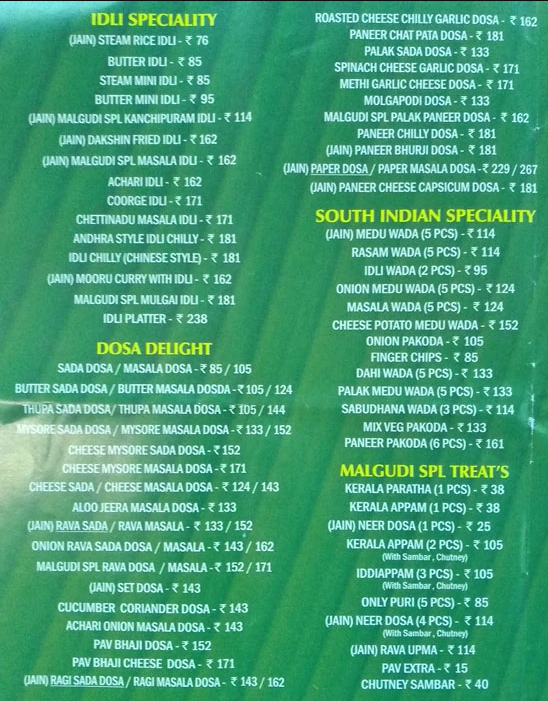 IDLI SPECIALITY
(JAIN) STEAM RICE IDLI - ₹ 76
BUTTER IDLI - ₹ 85
STEAM MINI IDLI - ₹ 85
BUTTER MINI IDLI - ₹ 95
(JAIN) MALGUDI SPL KANCHIPURAM IDLI - ₹ 114
(JAIN) DAKSHIN FRIED IDLI - ₹ 162
(JAIN) MALGUDI SPL MASALA IDLI - ₹ 162
ACHARI IDLI - ₹ 162
COORGE IDLI - ₹ 171
CHETTINADU MASALA IDLI - ₹ 171
ANDHRA STYLE IDLI CHILLY - ₹ 181
IDLI CHILLY (CHINESE STYLE) - ₹ 181
(JAIN) MOORU CURRY WITH IDLI - ₹ 162
MALGUDI SPL MULGAI IDLI - ₹ 181
IDLI PLATTER - ₹ 238
DOSA DELIGHT
SADA DOSA / MASALA DOSA - ₹ 85 / 105
BUTTER SADA DOSA / BUTTER MASALA DOSDA - ₹ 105 / 124
THUPA SADA DOSA/ THUPA MASALA DOSA - ₹ 105 / 144
MYSORE SADA DOSA / MYSORE MASALA DOSA - ₹ 133 / 152
CHEESE MYSORE SADA DOSA - ₹ 152
CHEESE MYSORE MASALA DOSA - ₹ 171
CHEESE SADA / CHEESE MASALA DOSA - ₹ 124 / 143
ALOO JEERA MASALA DOSA - ₹ 133
(JAIN) RAVA SADA / RAVA MASALA - ₹ 133 / 152
ONION RAVA SADA DOSA / MASALA - ₹ 143 / 162
MALGUDI SPL RAVA DOSA / MASALA - ₹ 152 / 171
(JAIN) SET DOSA - ₹ 143
CUCUMBER CORIANDER DOSA - ₹ 143
ACHARI ONION MASALA DOSA - ₹ 143
PAV BHAJI DOSA - ₹ 152
PAV BHAJI CHEESE DOSA - ₹ 171
(JAIN) RAGI SADA DOSA / RAGI MASALA DOSA - ₹ 143 / 162
ROASTED CHEESE CHILLY GARLIC DOSA - ₹ 162
PANEER CHAT PATA DOSA - ₹ 181
PALAK SADA DOSA - ₹ 133
SPINACH CHEESE GARLIC DOSA - ₹ 171
METHI GARLIC CHEESE DOSA - ₹ 171
MOLGAPODI DOSA - ₹ 133
MALGUDI SPL PALAK PANEER DOSA - ₹ 162
PANEER CHILLY DOSA - ₹ 181
(JAIN) PANEER BHURJI DOSA - ₹ 181
(JAIN) PAPER DOSA / PAPER MASALA DOSA - ₹ 229 / 267
(JAIN) PANEER CHEESE CAPSICUM DOSA - ₹ 181
SOUTH INDIAN SPECIALITY
(JAIN) MEDU WADA (5 PCS) - ₹ 114
RASAM WADA (5 PCS) - ₹ 114
IDLI WADA (2 PCS) - ₹ 95
ONION MEDU WADA (5 PCS) - ₹ 124
MASALA WADA (5 PCS) - ₹ 124
CHEESE POTATO MEDU WADA - ₹ 152
ONION PAKODA - ₹ 105
FINGER CHIPS - ₹ 85
DAHI WADA (5 PCS) - ₹ 133
PALAK MEDU WADA (5 PCS) - ₹ 133
SABUDHANA WADA (3 PCS) - ₹ 114
MIX VEG PAKODA - ₹ 133
PANEER PAKODA (6 PCS) - ₹ 161
MALGUDI SPL TREAT'S
KERALA PARATHA (1 PCS) - ₹ 38
KERALA APPAM (1 PCS) - ₹ 38
(JAIN) NEER DOSA (1 PCS) - ₹ 25
KERALA APPAM (2 PCS) - ₹ 105
(With Sambar , Chutney)
IDDIAPPAM (3 PCS) - ₹ 105
(With Sambar , Chutney)
ONLY PURI (5 PCS) - ₹ 85
(JAIN) NEER DOSA (4 PCS) - ₹ 114
(With Sambar , Chutney)
(JAIN) RAVA UPMA - ₹ 114
PAV EXTRA - ₹ 15
CHUTNEY SAMBAR - ₹ 40